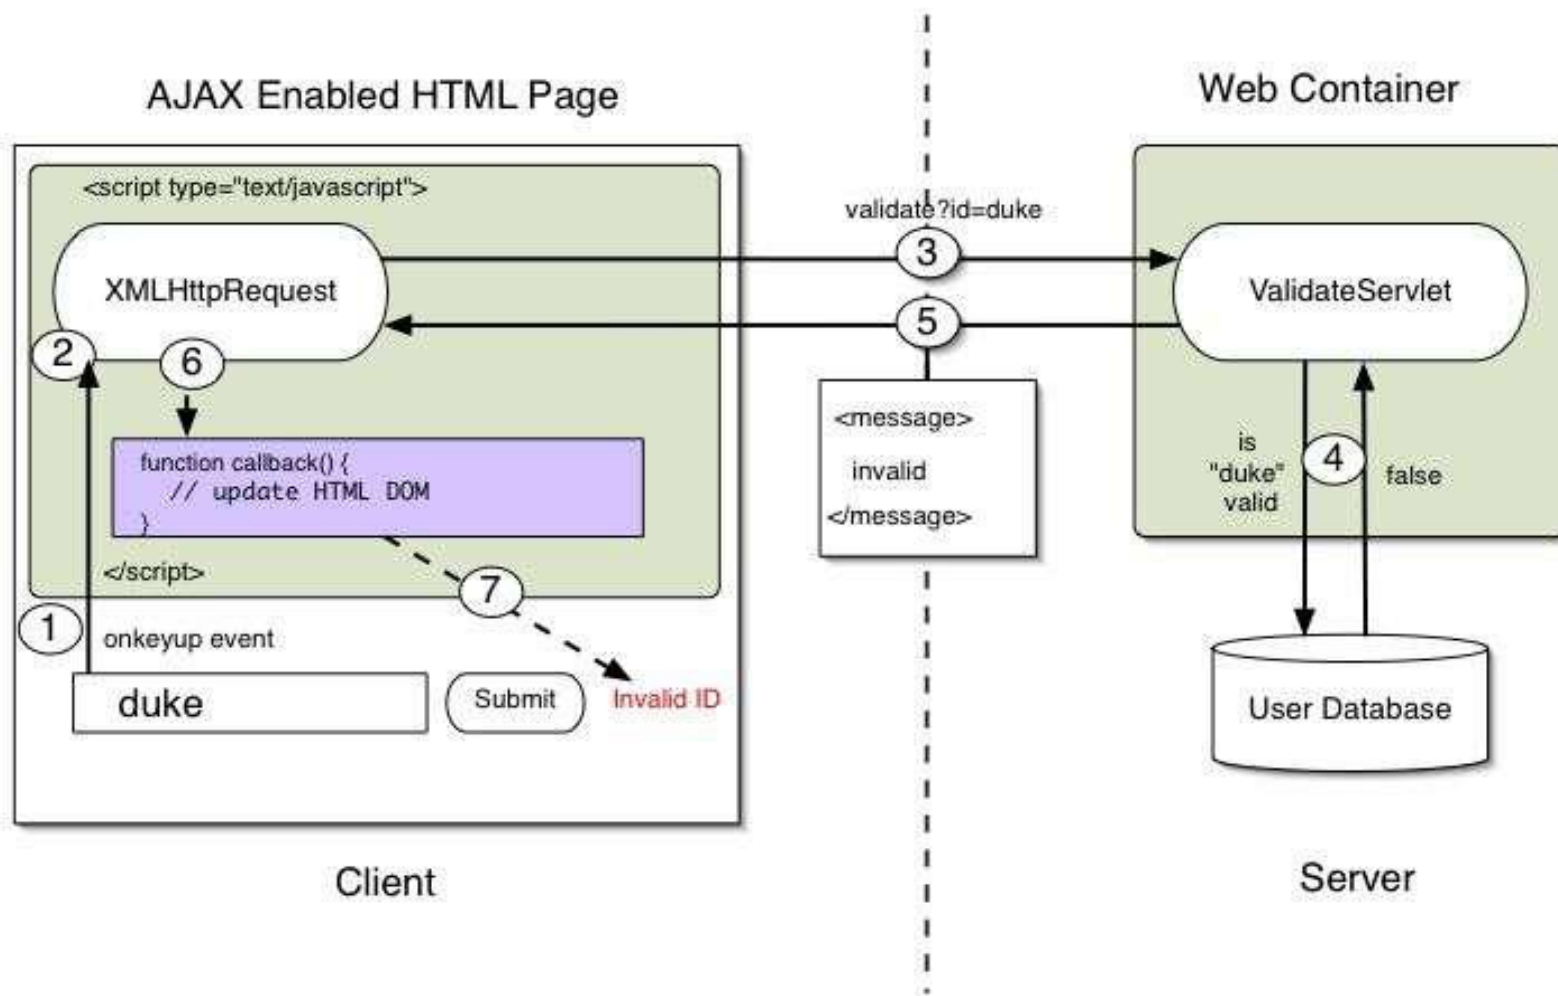 AJAX Enabled HTML Page
Web Container
<script type="text/javascript">
validate?id=duke
3
XMLHttpRequest
ValidateServlet
5
2
6
<message>
invalid
</message>
is
"duke"
valid
4
false
function callback() {
// update HTML DOM
}
</script>
7
1
onkeyup event
duke
Submit
Invalid ID
User Database
Client
Server